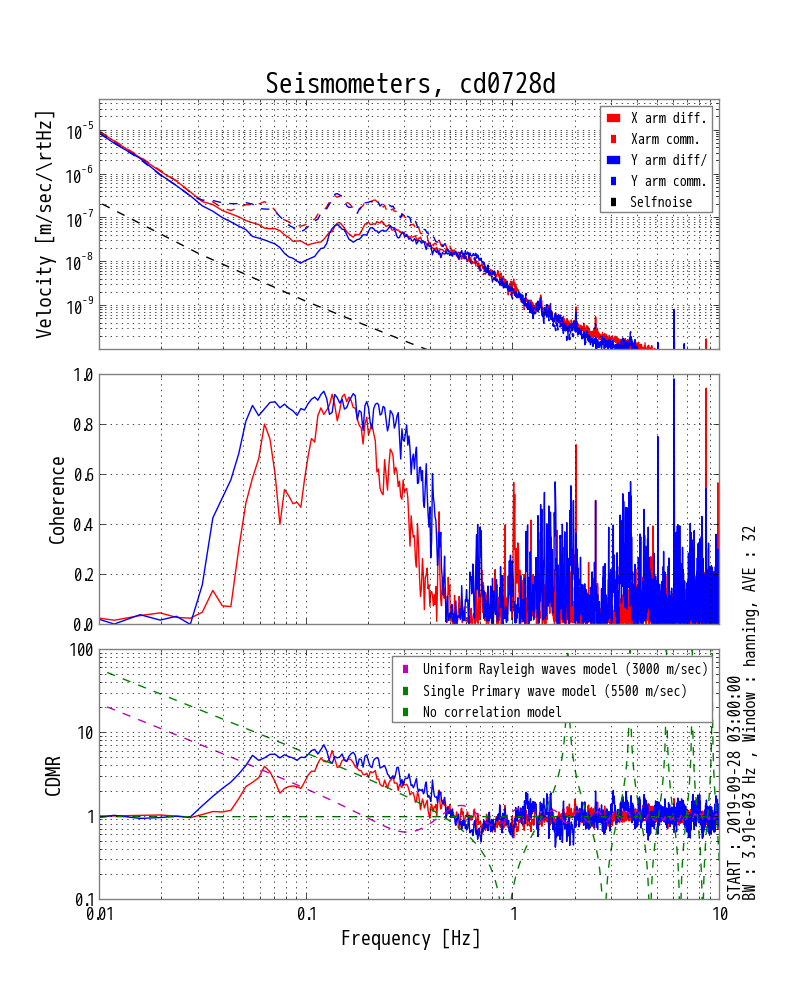 Seismometers, cd0728d
Velocity [m/sec/\rtHz]
10^-5
10^-6
10^-7
10^-8
10^-9
X arm diff.
Xarm comm.
Y arm diff/
Y arm comm.
Selfnoise
Coherence
1.0
0.8
0.6
0.4
0.2
0.0
CDMR
100
10
1
0.1
Uniform Rayleigh waves model (3000 m/sec)
Single Primary wave model (5500 m/sec)
No correlation model
0.01
0.1
1
10
Frequency [Hz]
START : 2019-09-28 03:00:00
BW : 3.91e-03 Hz , Window : hanning, AVE : 32